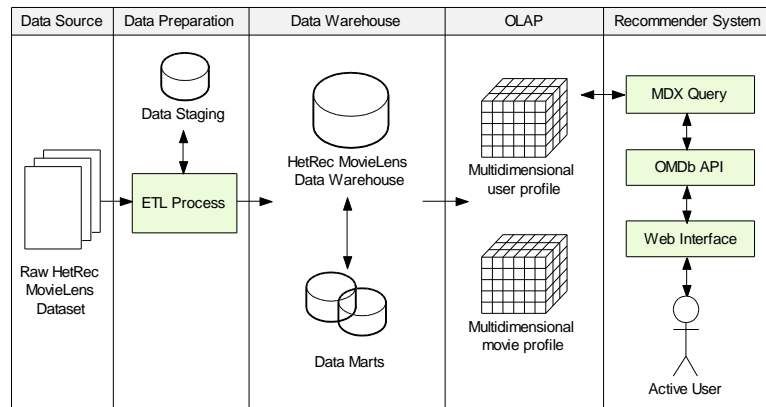 Data Source
Data Preparation
Data Warehouse
OLAP
Recommender System
Data Staging
ETL Process
Raw HetRec
MovieLens
Dataset
HetRec MovieLens
Data Warehouse
Data Marts
Multidimensional
user profile
Multidimensional
movie profile
MDX Query
OMDb API
Web Interface
Active User